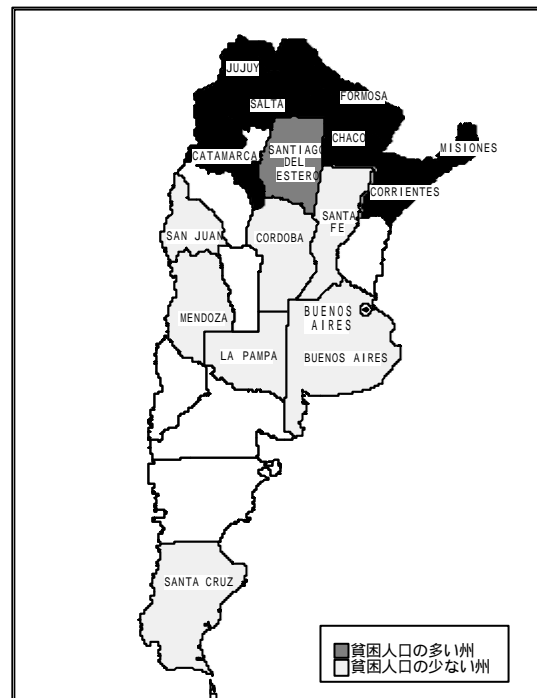 JUJUY
SALTA
FORMOSA
CHACO
MISIONES
CATAMARCA
SANTIAGO
DEL
ESTERO
CORRIENTES
SANTA
FE
SAN JUAN
CORDOBA
MENDOZA
BUENOS
AIRES
LA PAMPA
BUENOS AIRES
SANTA CRUZ
貧困人口の多い州
貧困人口の少ない州